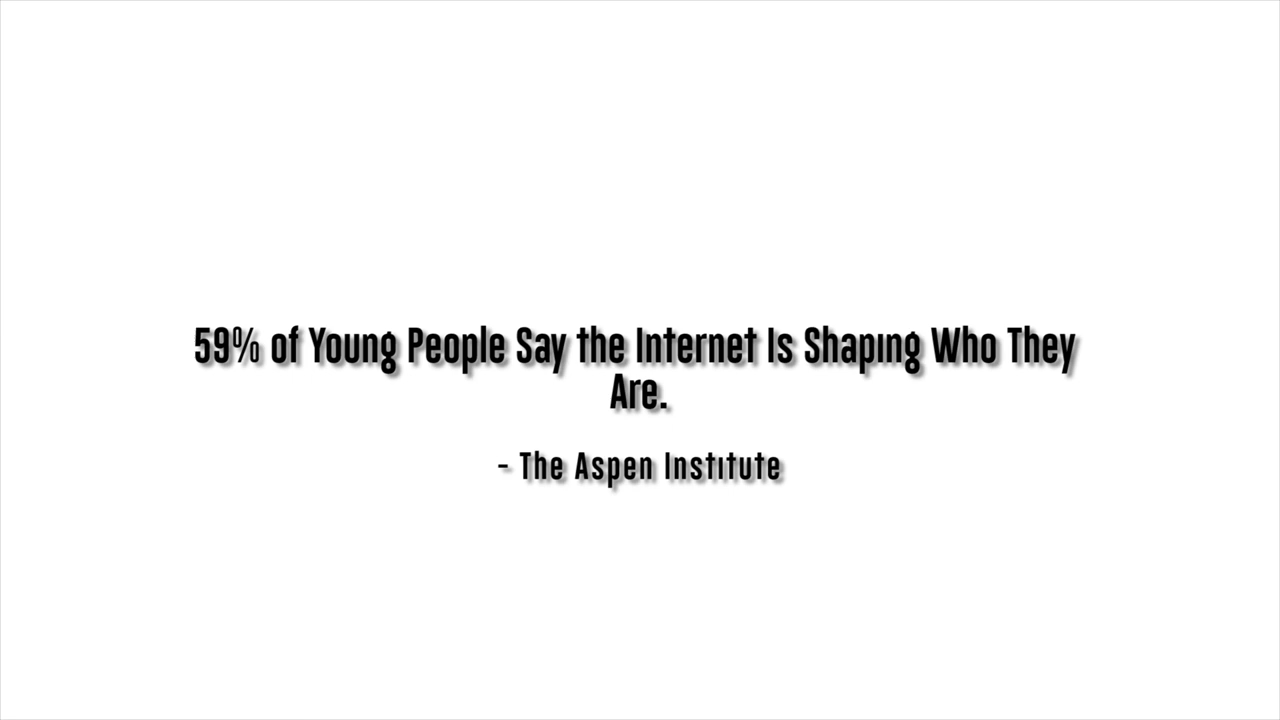 59% of Young People Say the Internet Is Shaping Who They
Are.
- The Aspen Institute